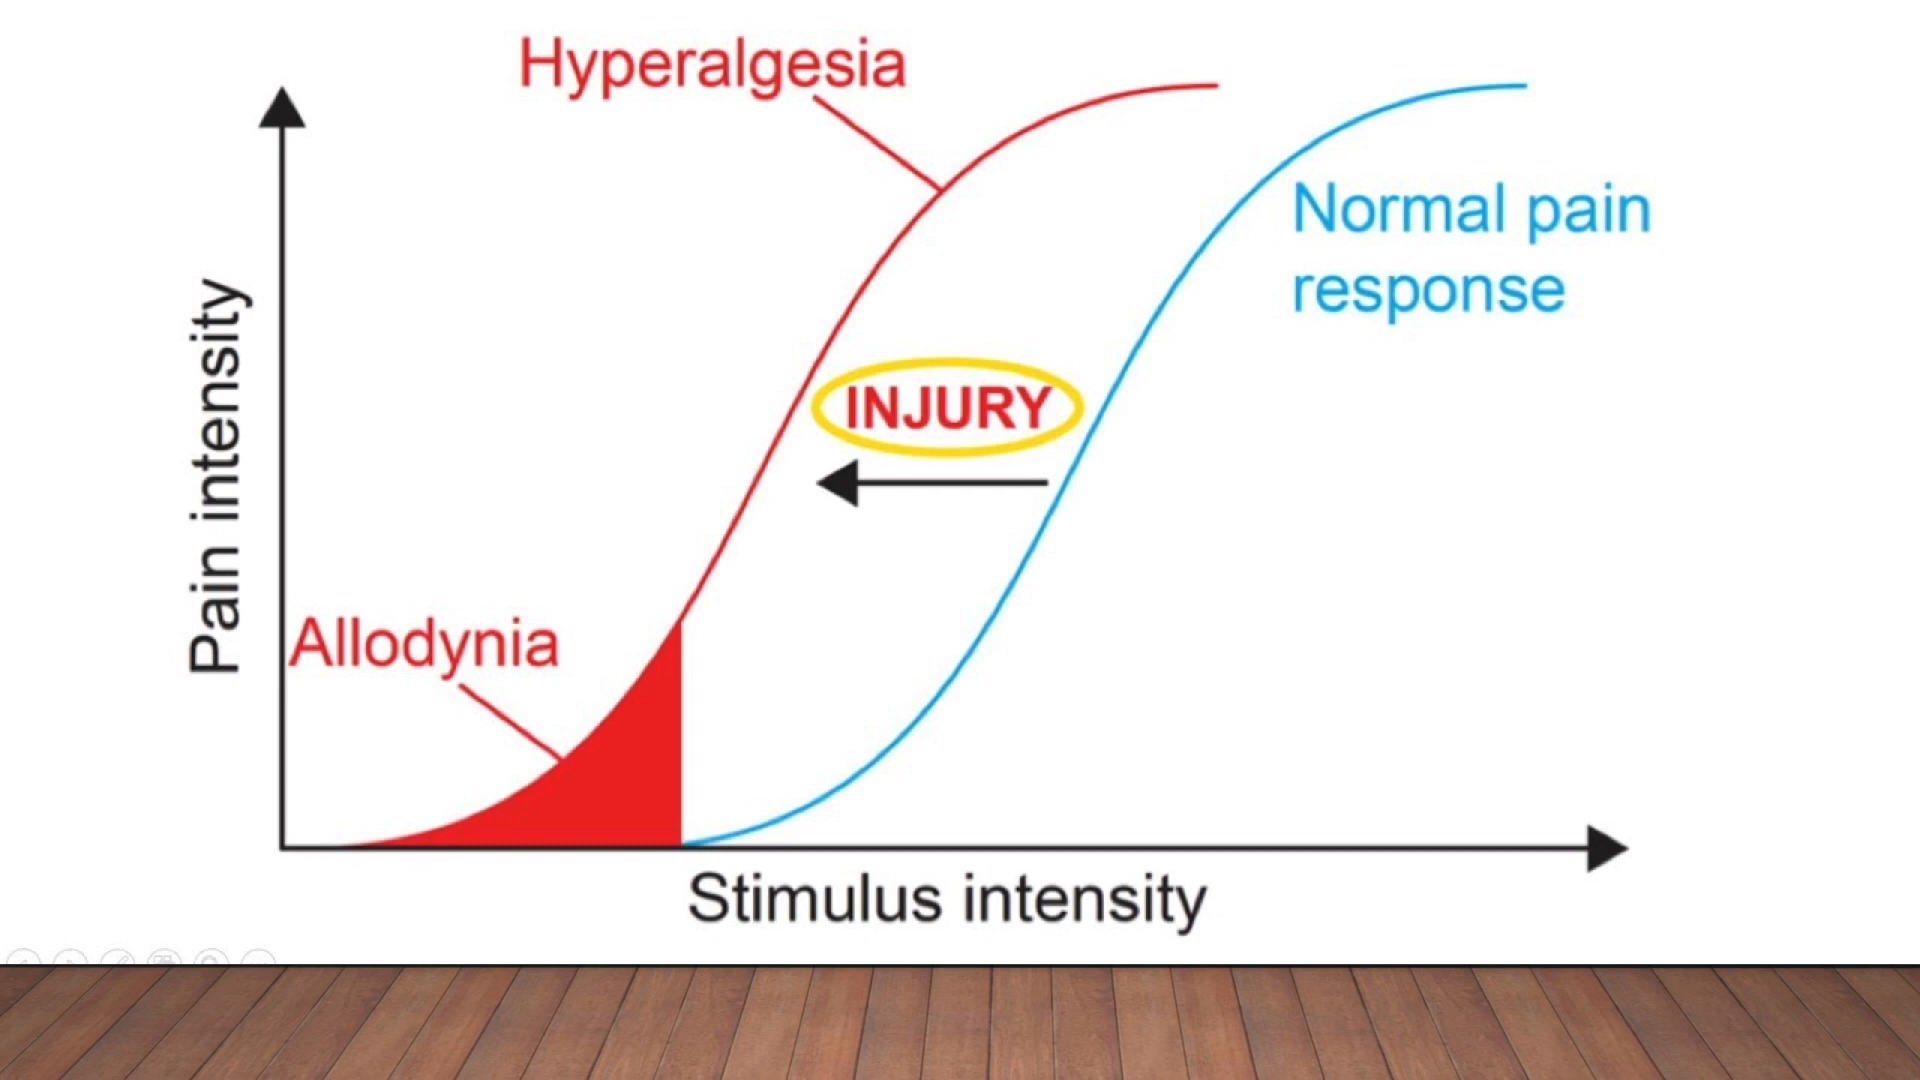 Hyperalgesia
Normal pain
response
INJURY
Allodynia
Pain intensity
Stimulus intensity